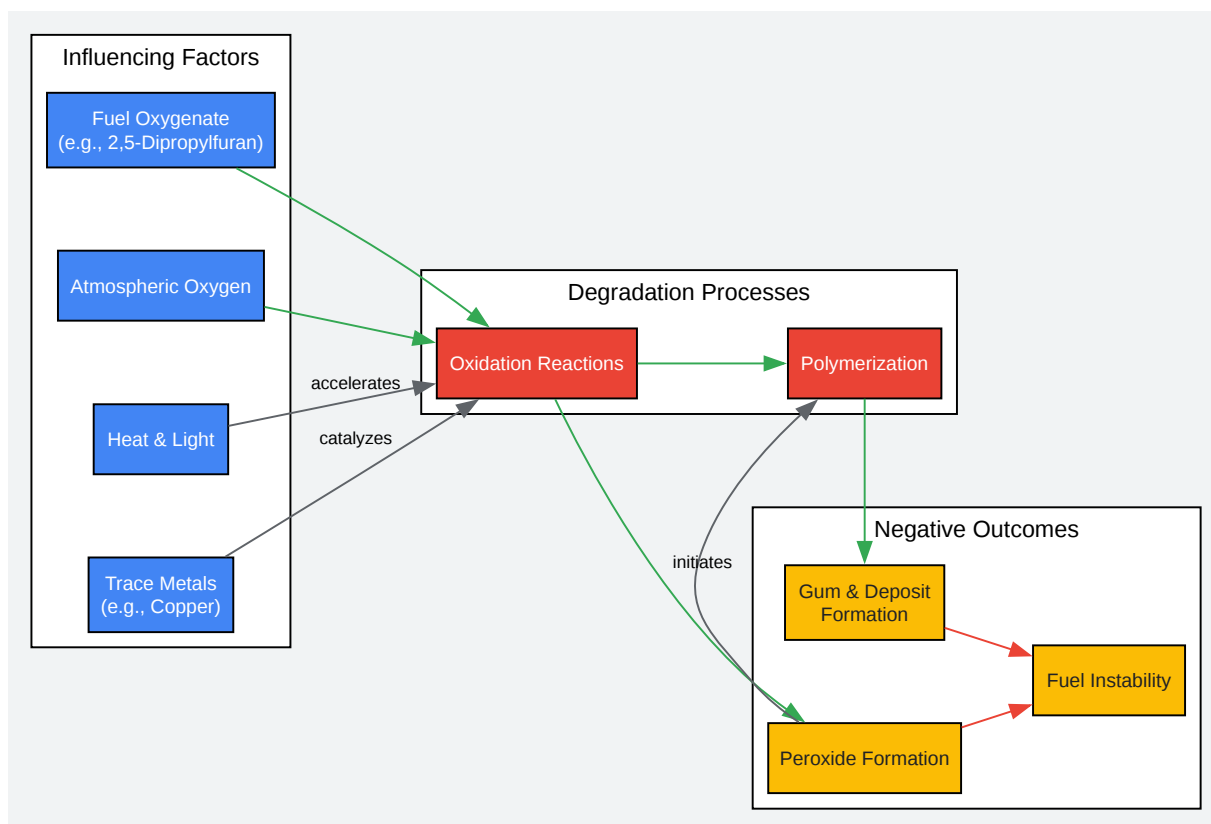 Influencing Factors
Fuel Oxygenate
(e.g., 2,5-Dipropylfuran)
Atmospheric Oxygen
Heat & Light
Trace Metals
(e.g., Copper)
accelerates
catalyzes
Degradation Processes
Oxidation Reactions
Polymerization
initiates
Negative Outcomes
Gum & Deposit
Formation
Fuel Instability
Peroxide Formation